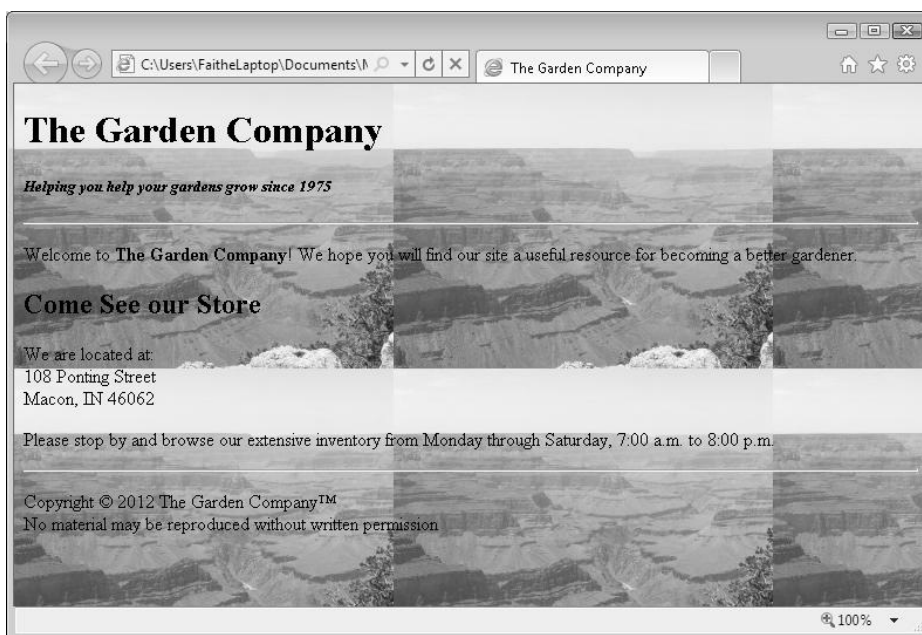 C:\Users\FaitheLaptop\Documents\
The Garden Company
The Garden Company
Helping you help your gardens grow since 1975
Welcome to The Garden Company! We hope you will find our site a useful resource for becoming a better gardener.
Come See our Store
We are located at:
108 Ponting Street
Macon, IN 46062
Please stop by and browse our extensive inventory from Monday through Saturday, 7:00 a.m. to 8:00 p.m.
Copyright © 2012 The Garden Company™
No material may be reproduced without written permission
100%